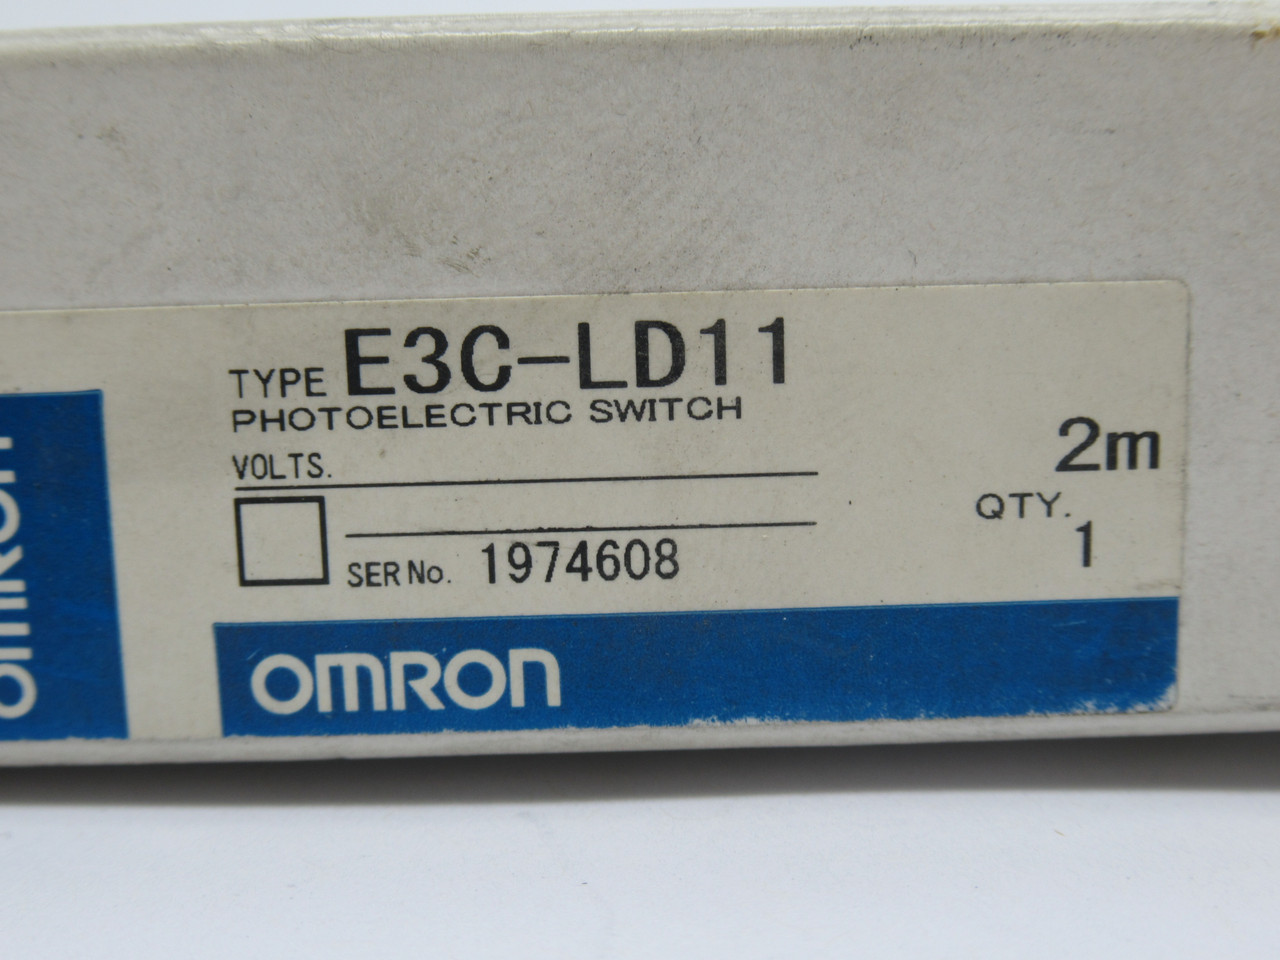 TYPE E3C-LD11
PHOTOELECTRIC SWITCH
VOLTS.
2m
QTY.
1
SER No. 1974608
OMRON
OMRON